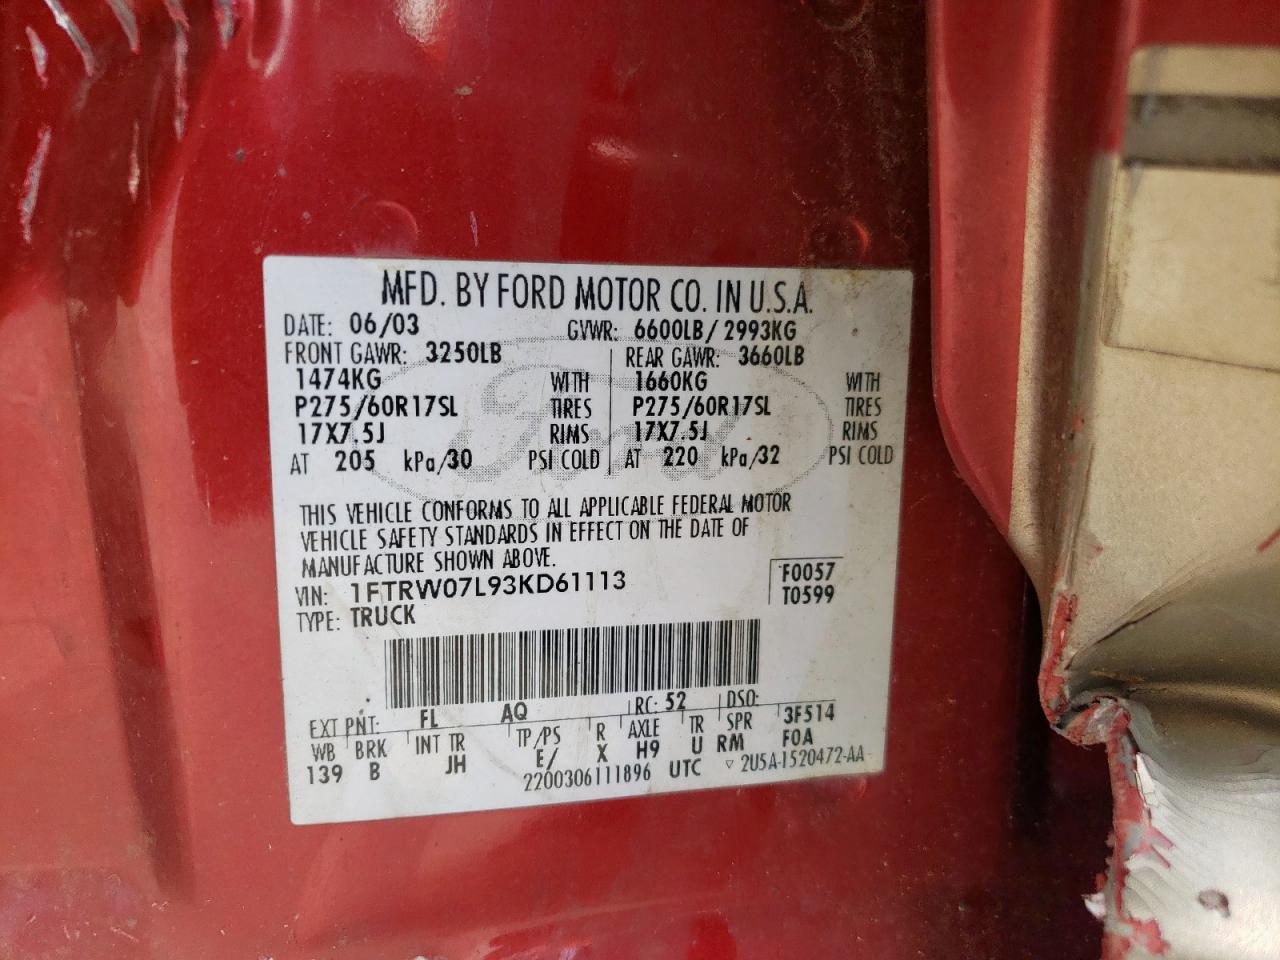 MFD. BY FORD MOTOR CO. IN U.S.A.
DATE: 06/03 GVWR: 6600LB/ 2993KG
FRONT GAWR: 3250LB REAR GAWR: 3660LB
1474KG WITH 1660KG WITH
P275/60R17SL TIRES P275/60R17SL TIRES
17X7.5J RIMS 17X7.5J RIMS
AT 205 kPa/30 PSI COLD AT 220 kPa/32 PSI COLD
Ford
THIS VEHICLE CONFORMS TO ALL APPLICABLE FEDERAL MOTOR
VEHICLE SAFETY STANDARDS IN EFFECT ON THE DATE OF
MANUFACTURE SHOWN ABOVE.
VIN: 1FTRW07L93KD61113 F0057
TYPE: TRUCK T0599
EXT PNT: FL AQ RC: 52 DSO:
WB BRK INT TR TP/PS R AXLE TR SPR 3F514
139 B JH E/ X H9 U RM FOA
2200306111896 UTC ▽ 2U5A-1520472-AA